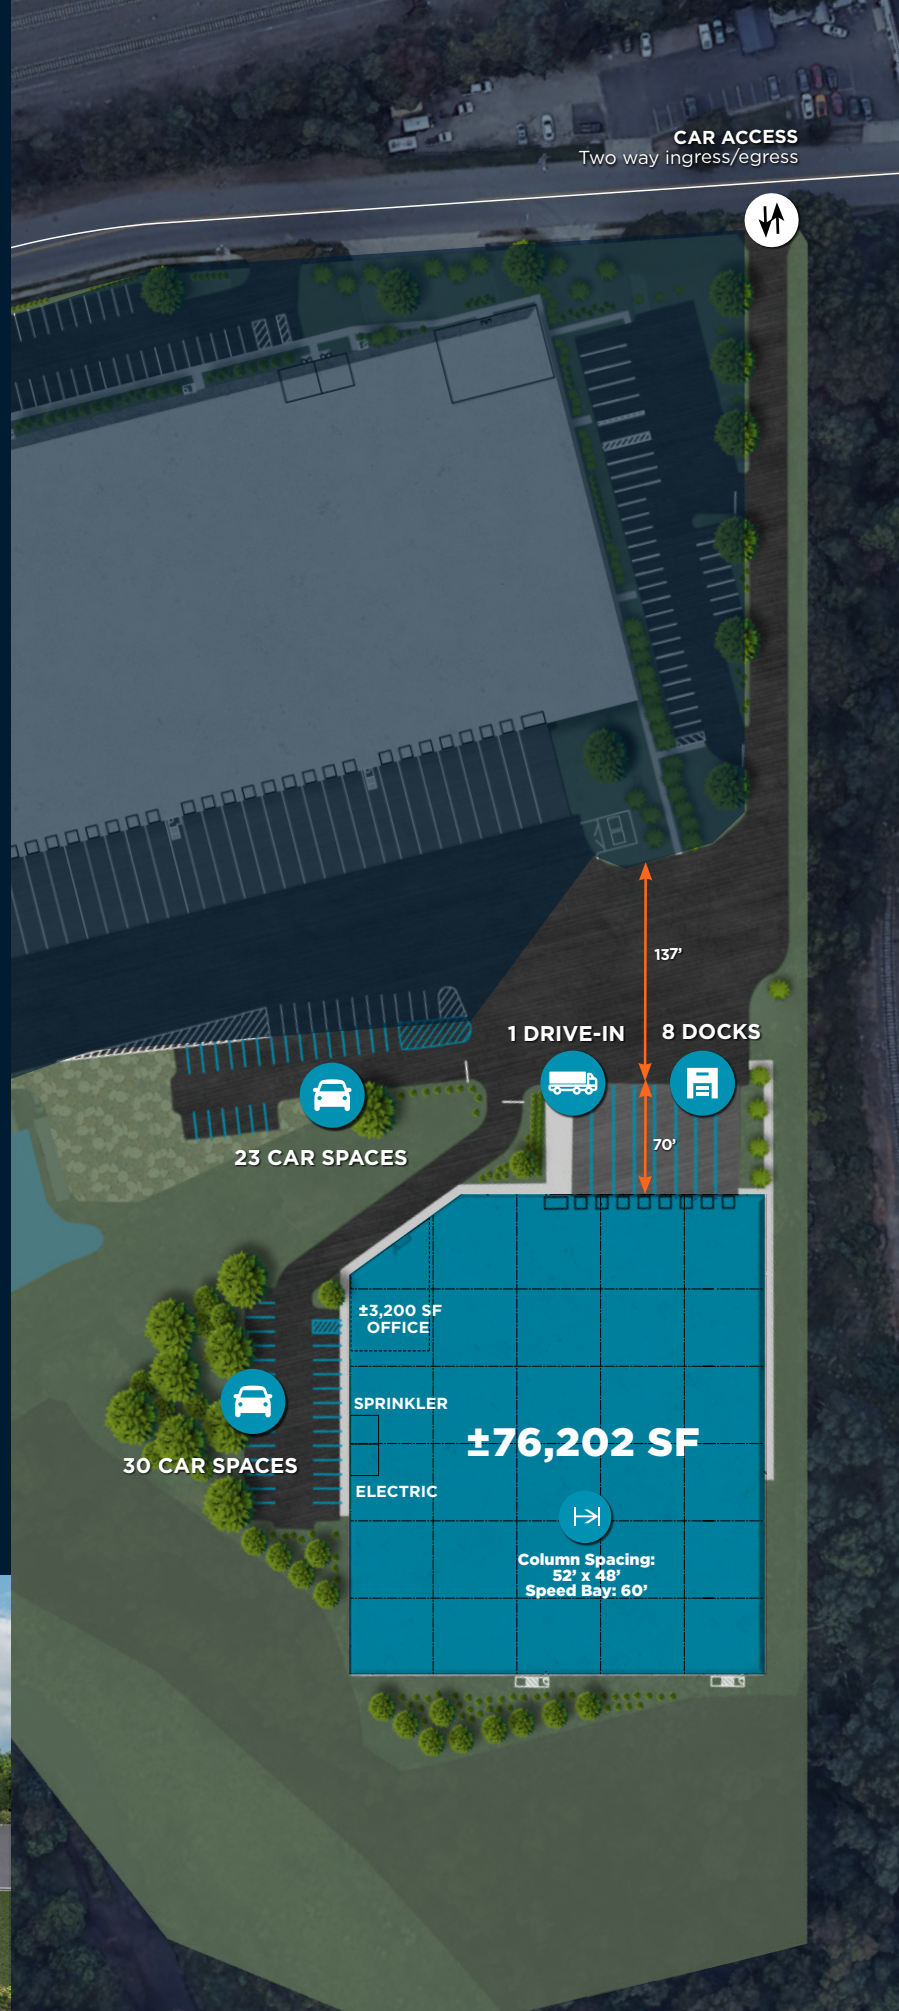 CAR ACCESS
Two way ingress/egress
137’
1 DRIVE-IN
8 DOCKS
70’
23 CAR SPACES
±3,200 SF
OFFICE
SPRINKLER
±76,202 SF
30 CAR SPACES
ELECTRIC
Column Spacing:
52’ x 48’
Speed Bay: 60’